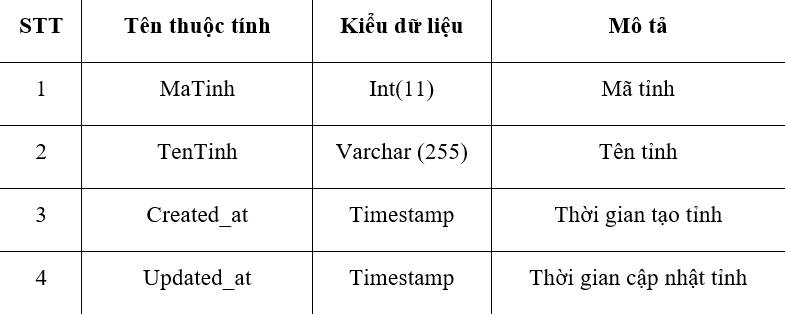 STT Tên thuộc tính Kiểu dữ liệu Mô tả
1 MaTinh Int(11) Mã tỉnh
2 TenTinh Varchar (255) Tên tỉnh
3 Created_at Timestamp Thời gian tạo tỉnh
4 Updated_at Timestamp Thời gian cập nhật tỉnh